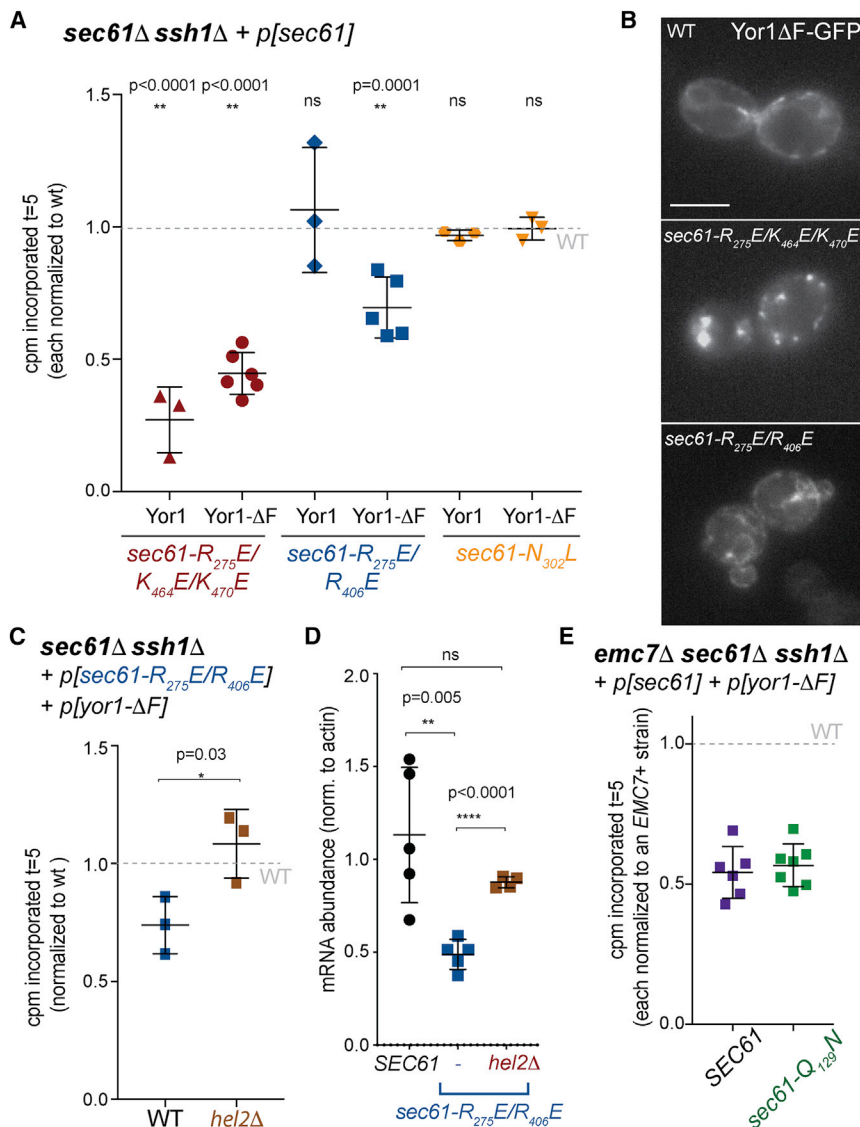 A
sec61Δ ssh1Δ + p[sec61]
p<0.0001 p<0.0001 ns p=0.0001 ns ns
** ** **
cpm incorporated t=5
(each normalized to wt)
1.5
1.0
0.5
0.0
WT
Yor1 Yor1-ΔF Yor1 Yor1-ΔF Yor1 Yor1-ΔF
sec61-R275E/
K464E/K470E
sec61-R275E/
R406E
sec61-N302L
B
WT Yor1ΔF-GFP
sec61-R275E/K464E/K470E
sec61-R275E/R406E
C
sec61Δ ssh1Δ
+ p[sec61-R275E/R406E]
+ p[yor1-ΔF]
cpm incorporated t=5
(normalized to wt )
1.5
1.0
0.5
0.0
p=0.03
*
WT
WT hel2Δ
D
mRNA abundance (norm. to actin)
2.0
1.5
1.0
0.5
0.0
ns
p=0.005
**
p<0.0001
****
SEC61 - hel2Δ
sec61-R275E/R406E
E
emc7Δ sec61Δ ssh1Δ
+ p[sec61] + p[yor1-ΔF]
cpm incorporated t=5
(each normalized to an EMC7+ strain)
1.0
0.5
0.0
WT
SEC61
sec61-Q129N